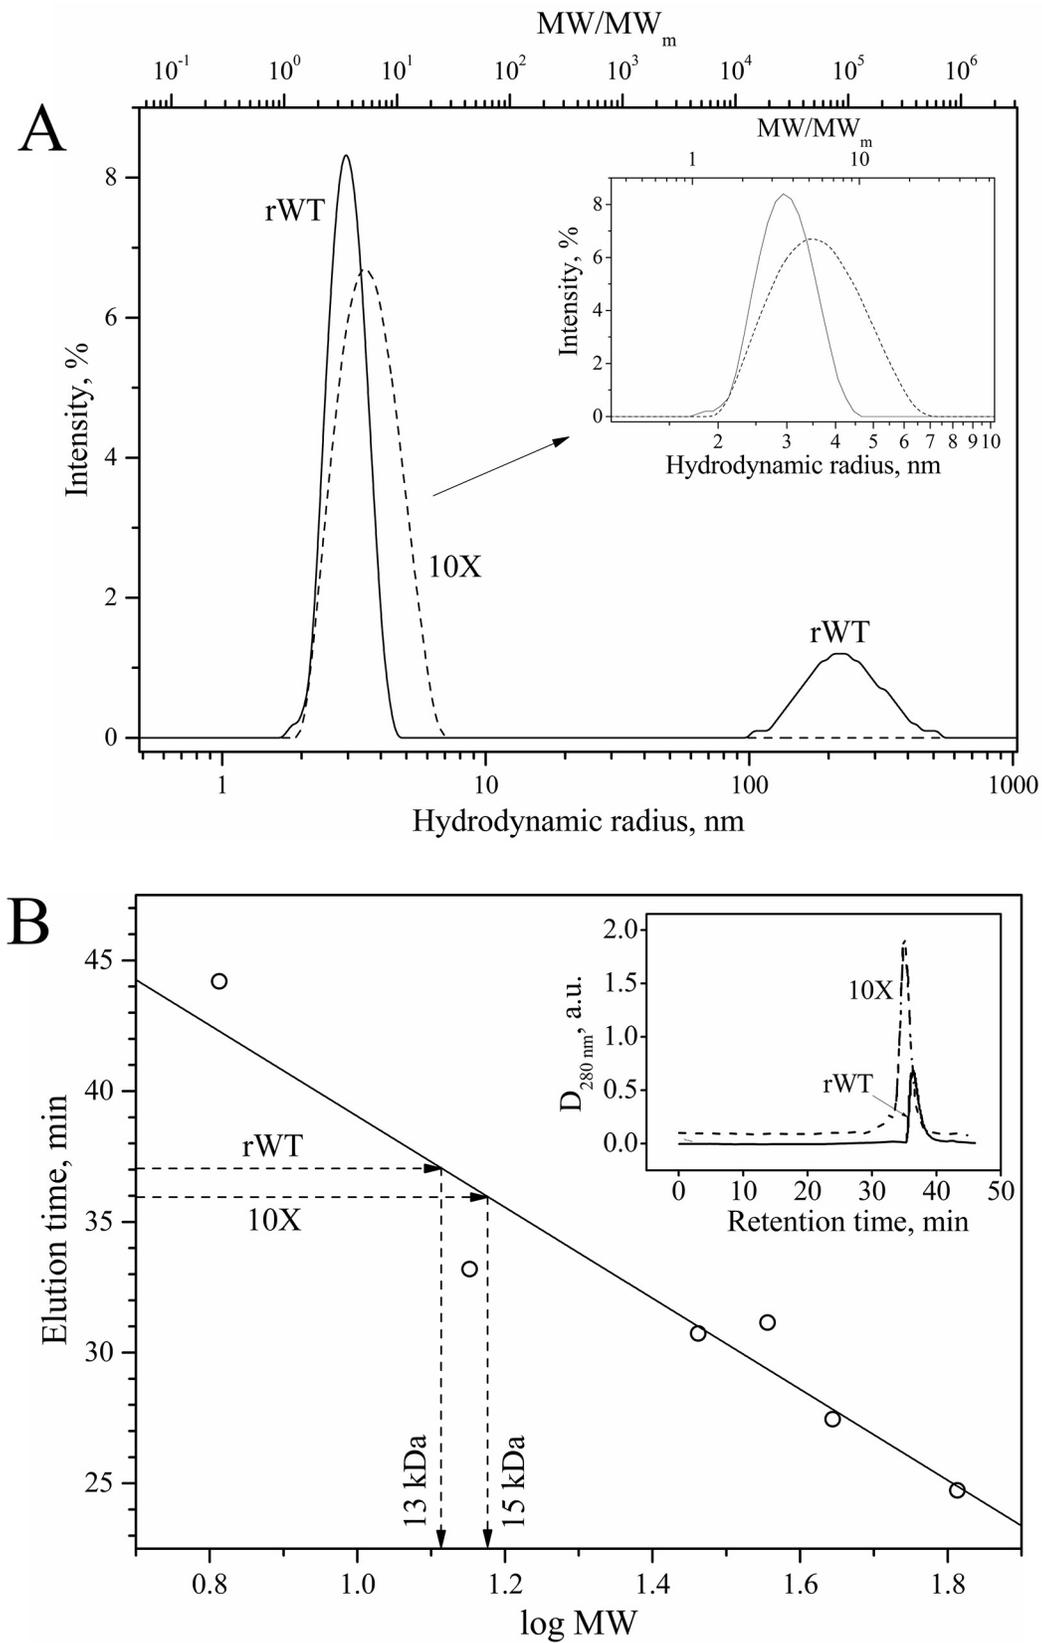 MW/MWm
10-1 100 101 102 103 104 105 106
A
MW/MWm
1 10
8
rWT
8
6
4
2
0
Intensity, %
6
2 3 4 5 6 7 8 9 10
Hydrodynamic radius, nm
Intensity, %
4
10X
2
rWT
0
1 10 100 1000
Hydrodynamic radius, nm
B
45
40
35
30
25
Elution time, min
rWT
10X
13 kDa
15 kDa
2.0
1.5
1.0
0.5
0.0
D280 nm, a.u.
10X
rWT
0 10 20 30 40 50
Retention time, min
0.8 1.0 1.2 1.4 1.6 1.8
log MW